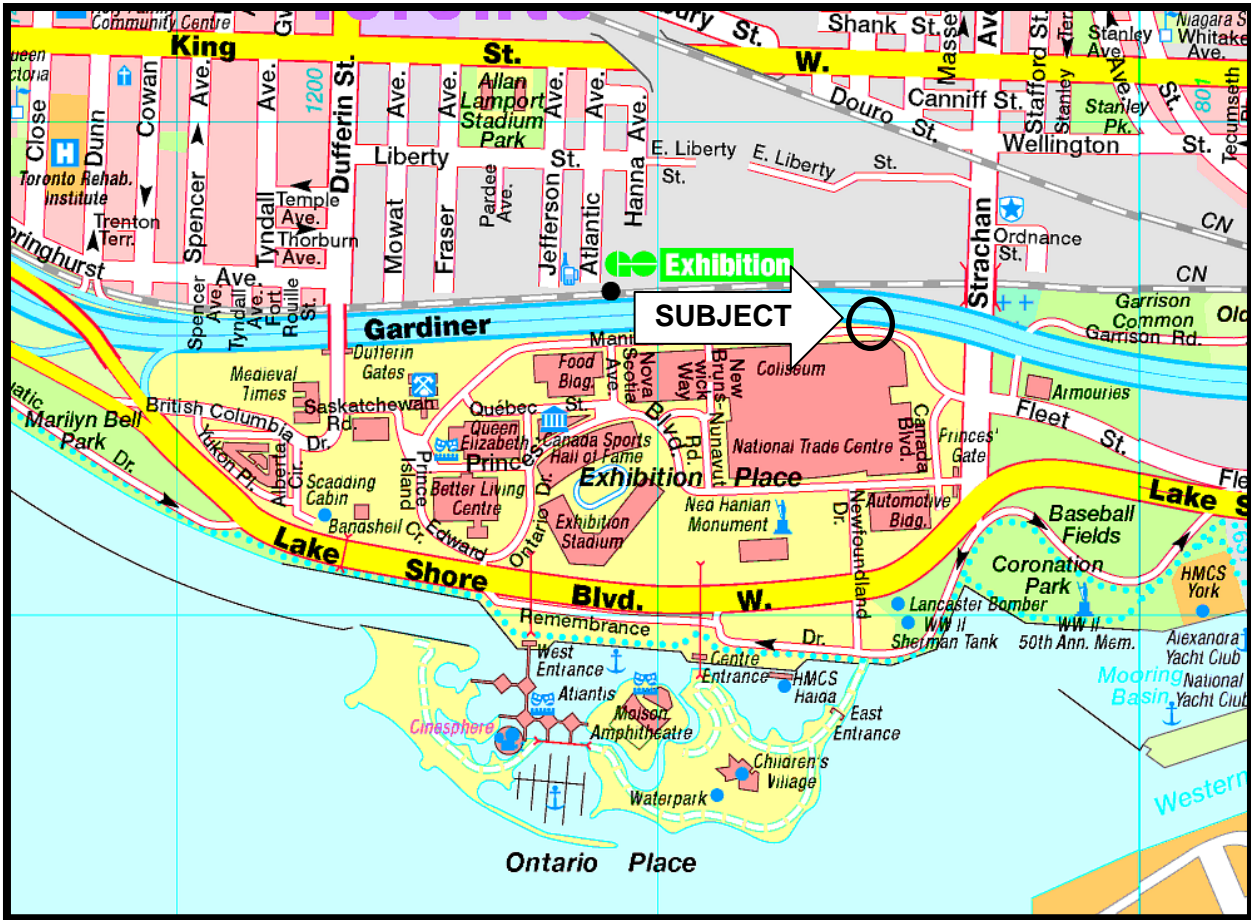 Toronto
Community Centre
King
St.
W.
Shank St.
Douro St.
Canniff St.
Wellington
St.
Stafford St.
Stanley
Ave.
Stanley
Pk.
Stanley
Ter.
Niagara S
Whitake
Ave.
801
Tecumseth
St.
Close
Dunn
Cowan
Ave.
Spencer
Ave.
Tyndall
Ave.
1200
Dufferin St.
Ave.
Mowat
Ave.
Fraser
Allan
Lamport
Stadium
Park
Ave.
Jefferson
Ave.
Atlantic
Hanna Ave.
Liberty
St.
E. Liberty
St.
E. Liberty
St.
Pardee
Ave.
H
Toronto Rehab.
Institute
Trenton
Terr.
Temple
Ave.
Thorburn
Ave.
Strachan
Ave.
Ordnance
St.
CN
CN
GO Exhibition
SUBJECT
Spencer
Ave.
Tyndall
Ave.
Fort
Rouille
St.
Gardiner
Garrison
Common
Garrison Rd.
Old
Dufferin
Gates
Medieval
Times
British Columbia
Dr.
Saskatchewan
Rd.
Food
Bldg.
Nova
Scotia
Ave
New
Bruns-
wick
Way
Coliseum
Armouries
Fleet
St.
Marilyn Bell
Park
Dr.
Yukon Pl.
Alberta
Cir.
Québec
St.
Queen
Elizabeth
Canada Sports
Hall of Fame
Princes'
Blvd.
Nunavut
Rd.
National Trade Centre
Canada
Blvd.
Princes'
Gate
Exhibition
Place
Scadding
Cabin
Bandshell
Prince
Edward
Island
Cr.
Better Living
Centre
Ontario Dr.
Exhibition
Stadium
Ned Hanlan
Monument
Newfoundland
Dr.
Automotive
Bldg.
Lake
Shore
Blvd.
W.
Lake S
Baseball
Fields
Coronation
Park
HMCS
York
Remembrance
Dr.
Lancaster Bomber
WW II
Sherman Tank
WW II
50th Ann. Mem.
Alexandra
Yacht Club
Mooring
Basin
National
Yacht Club
West
Entrance
Centre
Entrance
HMCS
Haida
Atlantis
Molson
Amphitheatre
East
Entrance
Cinesphere
Children's
Village
Waterpark
Western
Ontario Place